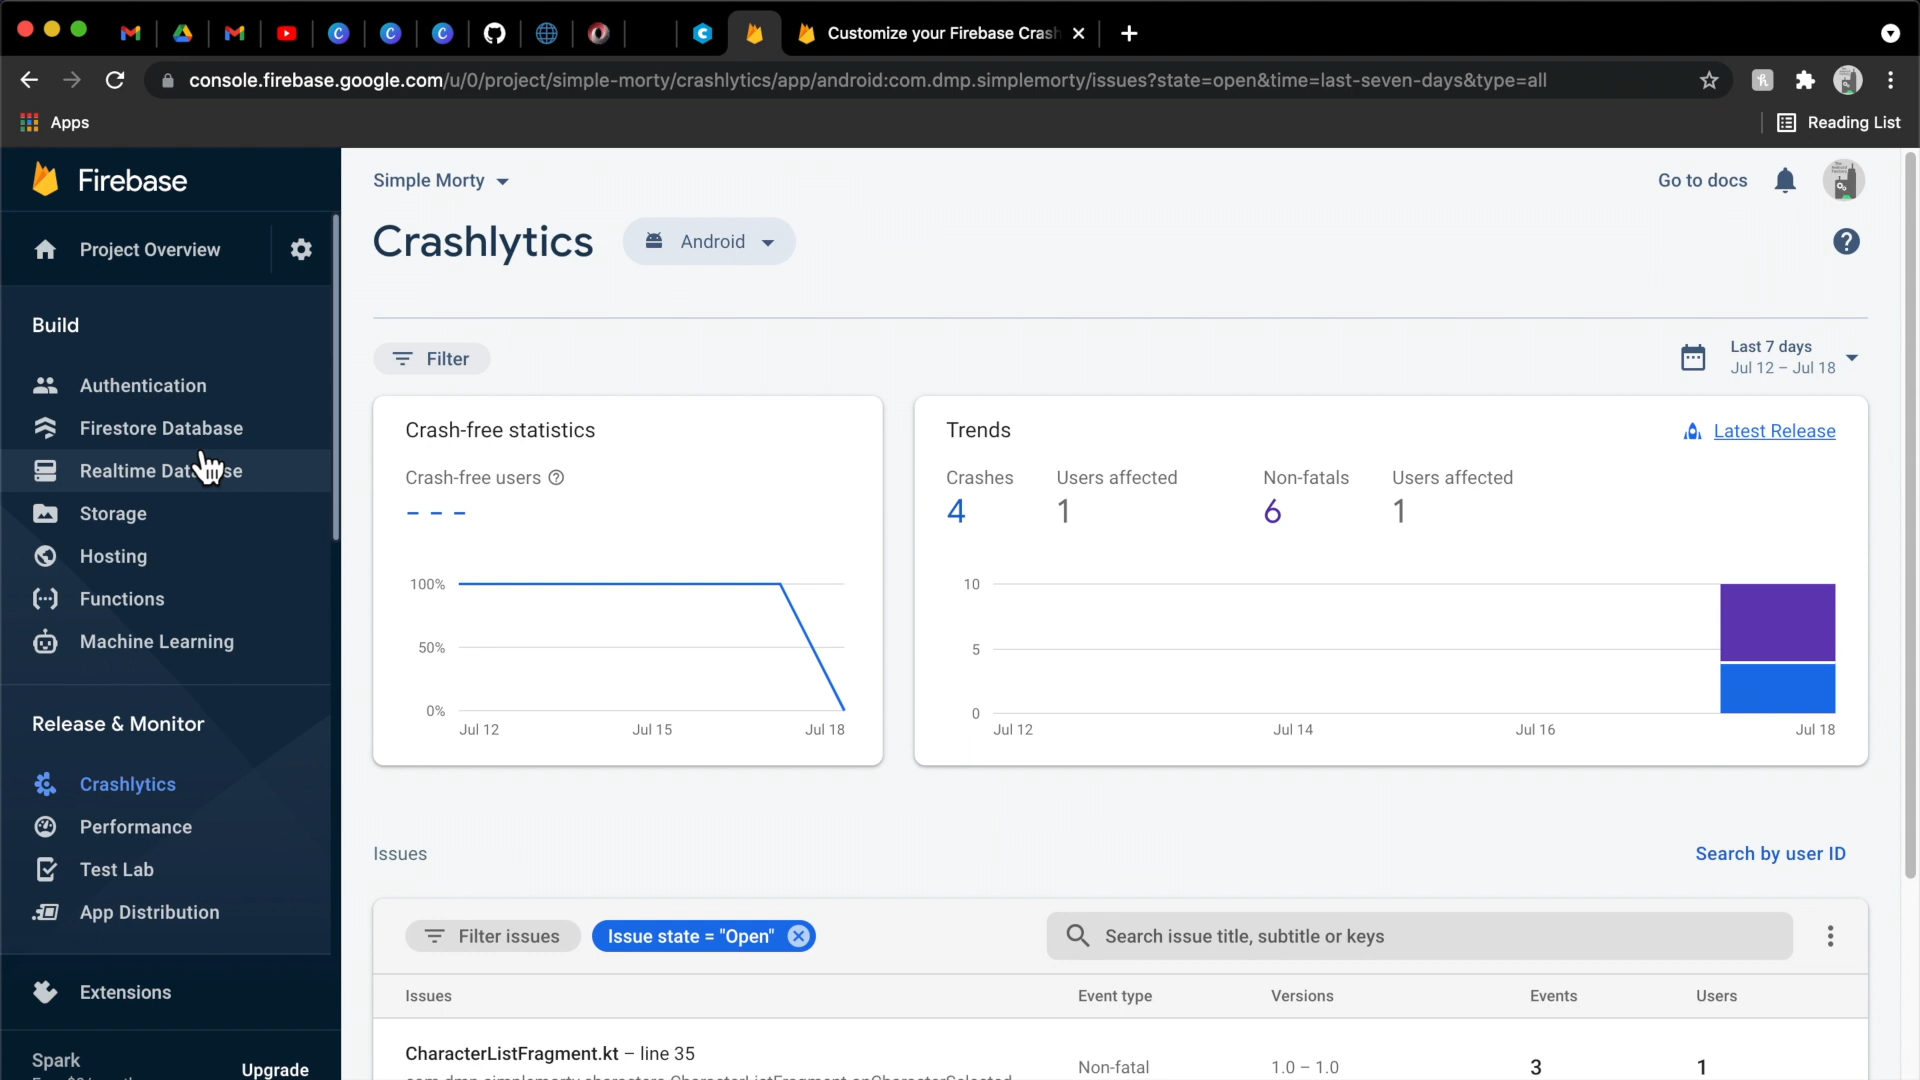 Customize your Firebase Crash
console.firebase.google.com/u/0/project/simple-morty/crashlytics/app/android:com.dmp.simplemorty/issues?state=open&time=last-seven-days&type=all
Apps
Reading List
Firebase
Simple Morty
Go to docs
Project Overview
Crashlytics
Android
Build
Authentication
Firestore Database
Realtime Database
Storage
Hosting
Functions
Machine Learning
Release & Monitor
Crashlytics
Performance
Test Lab
App Distribution
Extensions
Spark
Upgrade
Filter
Last 7 days
Jul 12 – Jul 18
Crash-free statistics
Crash-free users
- - -
100%
50%
0%
Jul 12 Jul 15 Jul 18
Trends
Latest Release
Crashes Users affected Non-fatals Users affected
4 1 6 1
10
5
0
Jul 12 Jul 14 Jul 16 Jul 18
Issues
Search by user ID
Filter issues
Issue state = "Open"
Search issue title, subtitle or keys
Issues Event type Versions Events Users
CharacterListFragment.kt – line 35
com.dmp.simplemorty.characters.CharacterListFragment.onCharacterSelected
Non-fatal 1.0 – 1.0 3 1